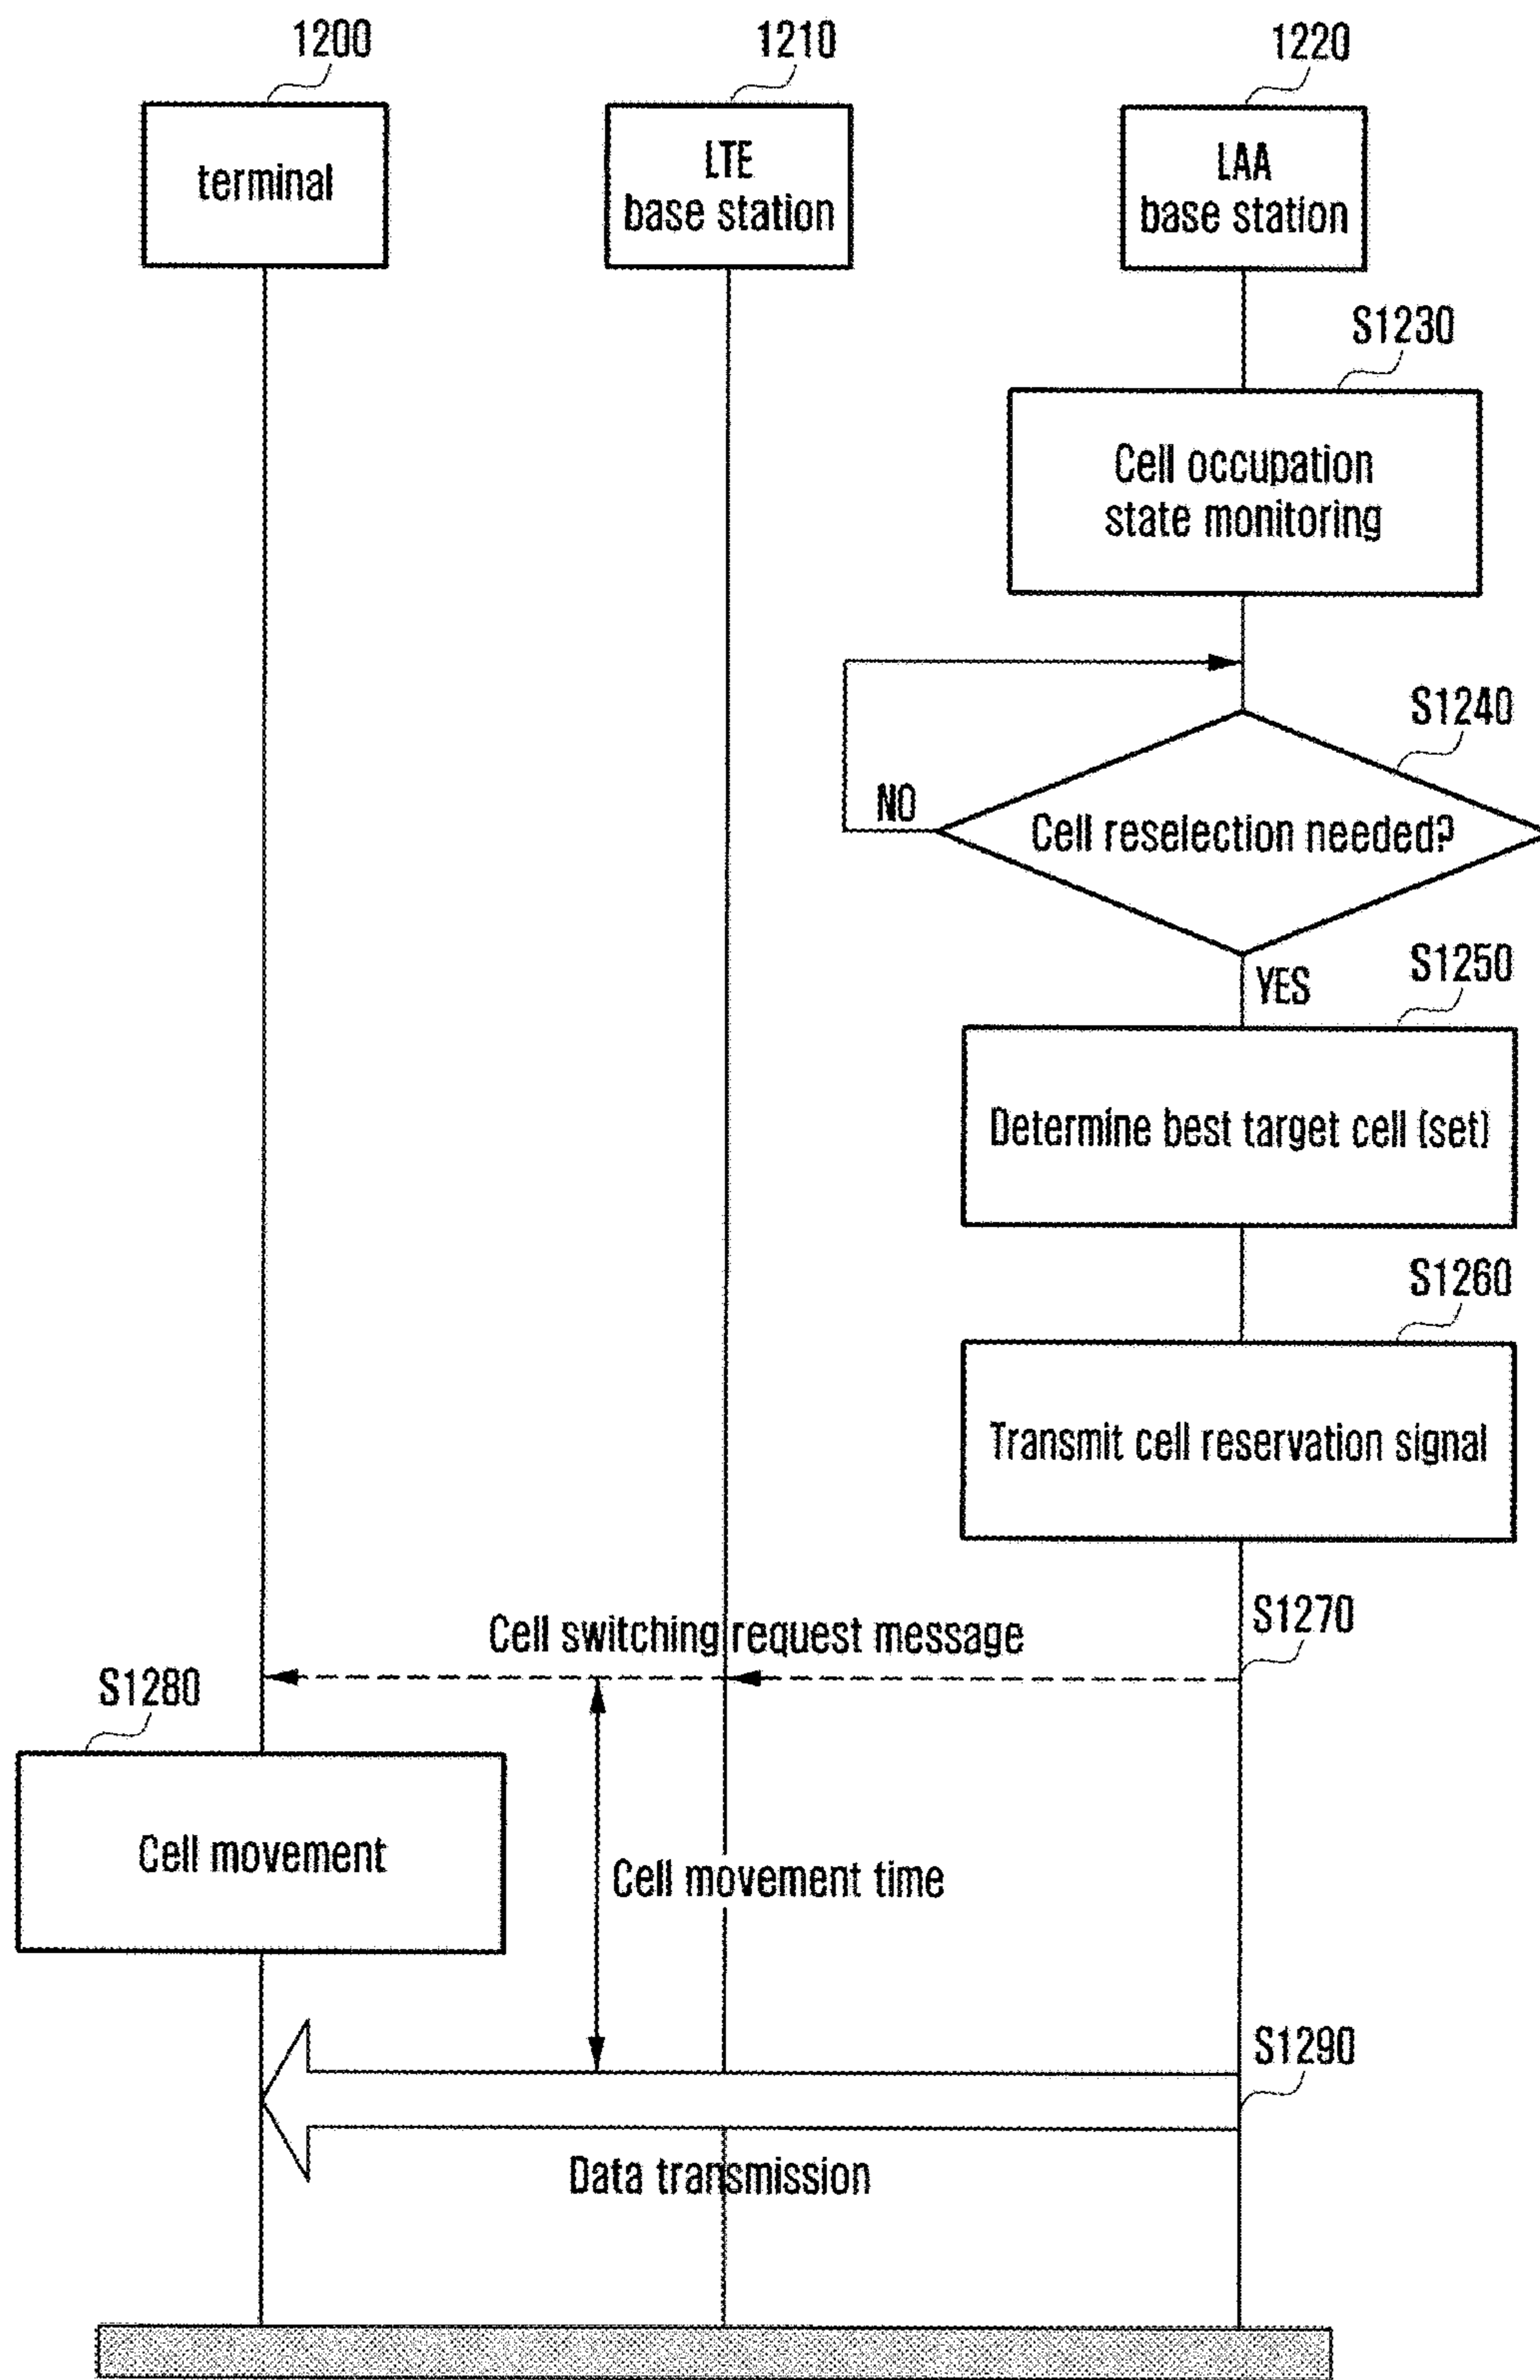 1200
1210
1220
terminal
LTE
base station
LAA
base station
S1230
Cell occupation
state monitoring
S1240
NO
Cell reselection needed?
YES
S1250
Determine best target cell (set)
S1260
Transmit cell reservation signal
S1270
Cell switching request message
S1280
Cell movement
Cell movement time
S1290
Data transmission